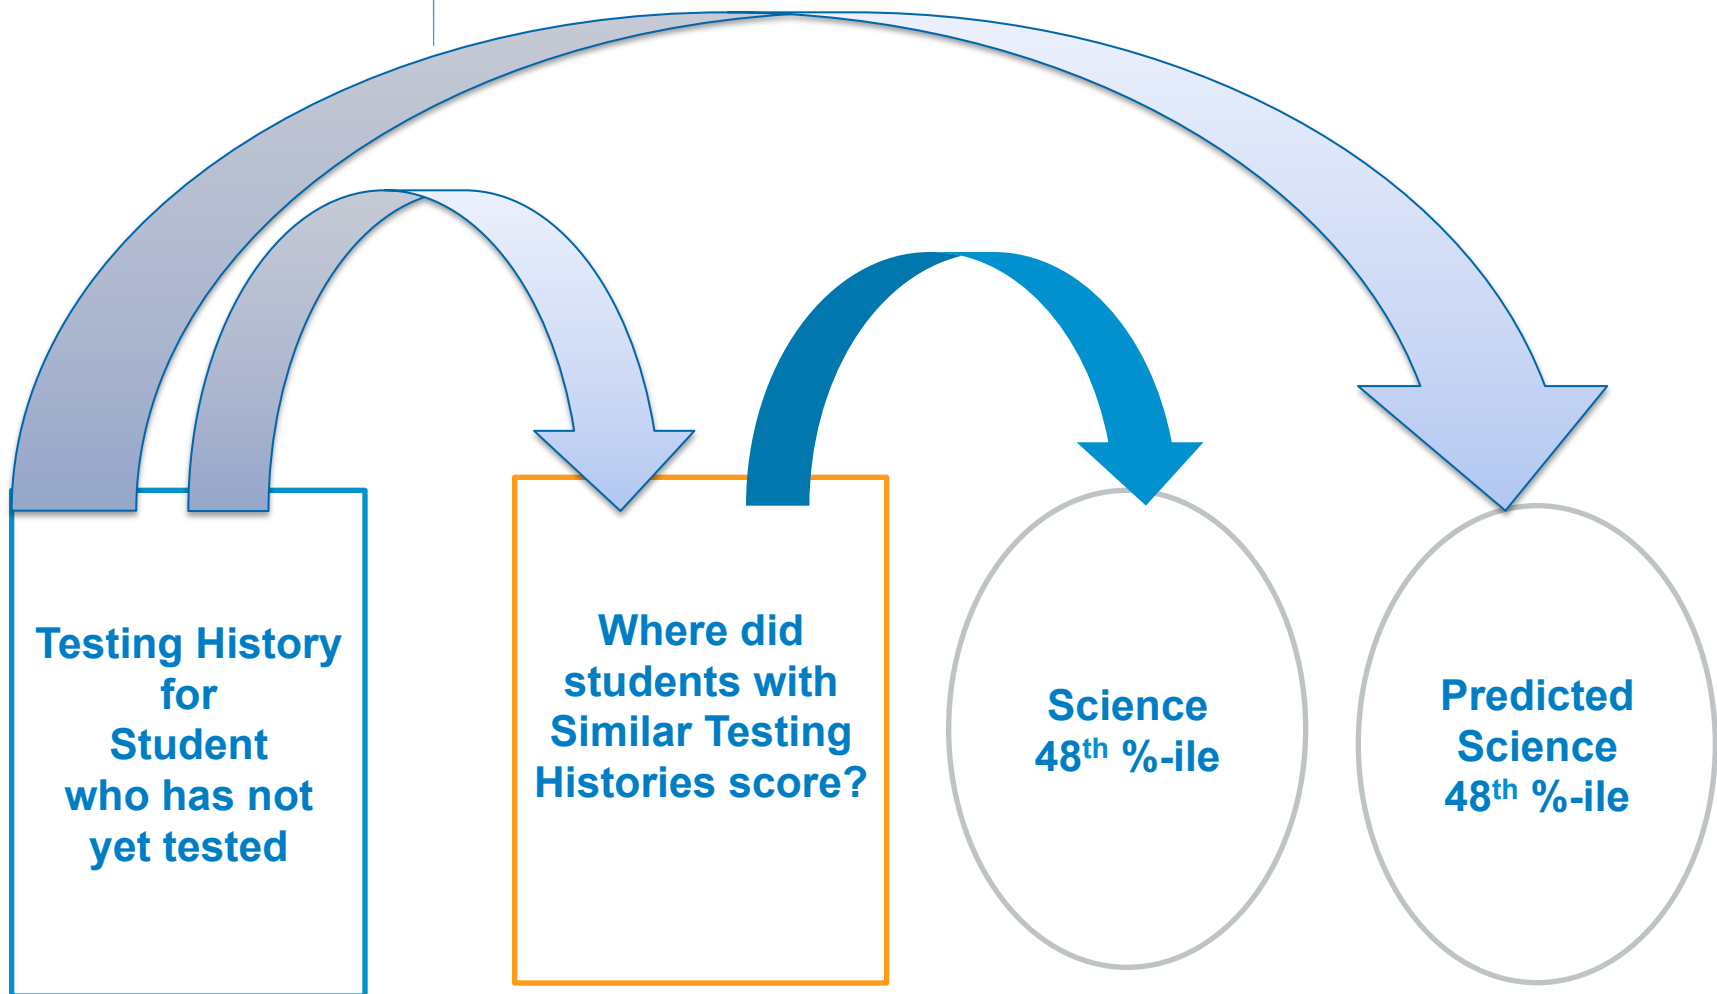 Testing History
for
Student
who has not
yet tested
Where did
students with
Similar Testing
Histories score?
Science
48th %-ile
Predicted
Science
48th %-ile